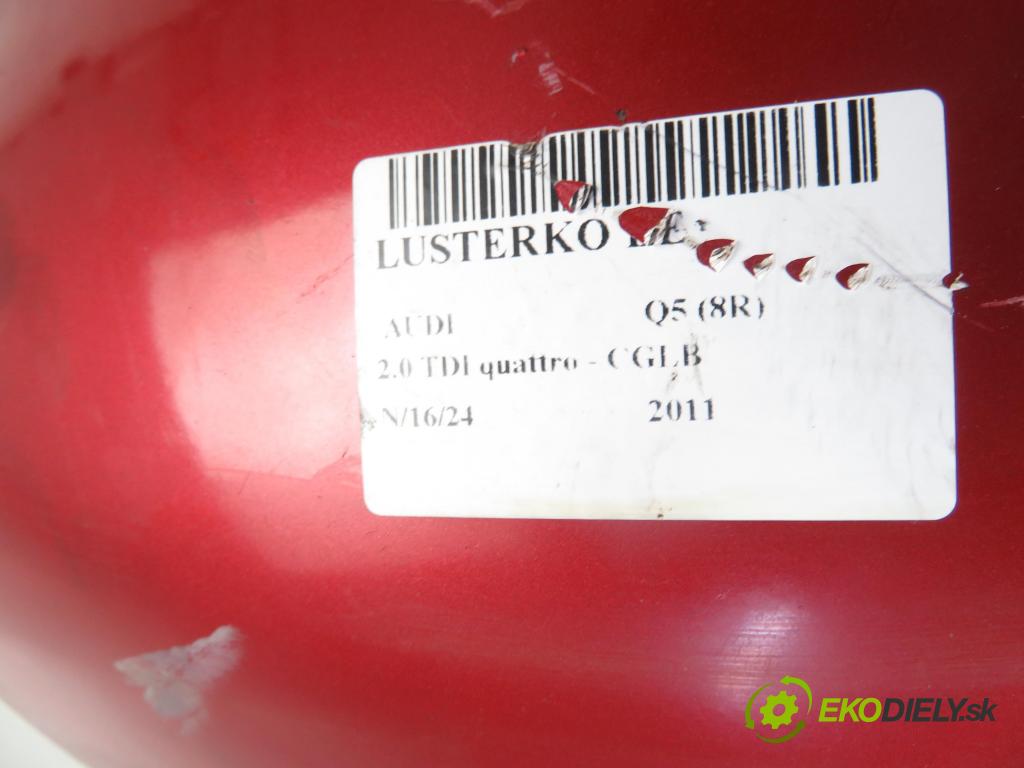 LUSTERKO
AUDI Q5 (8R)
2.0 TDI quattro - CGLB
N/16/24 2011
EKODIELY.sk